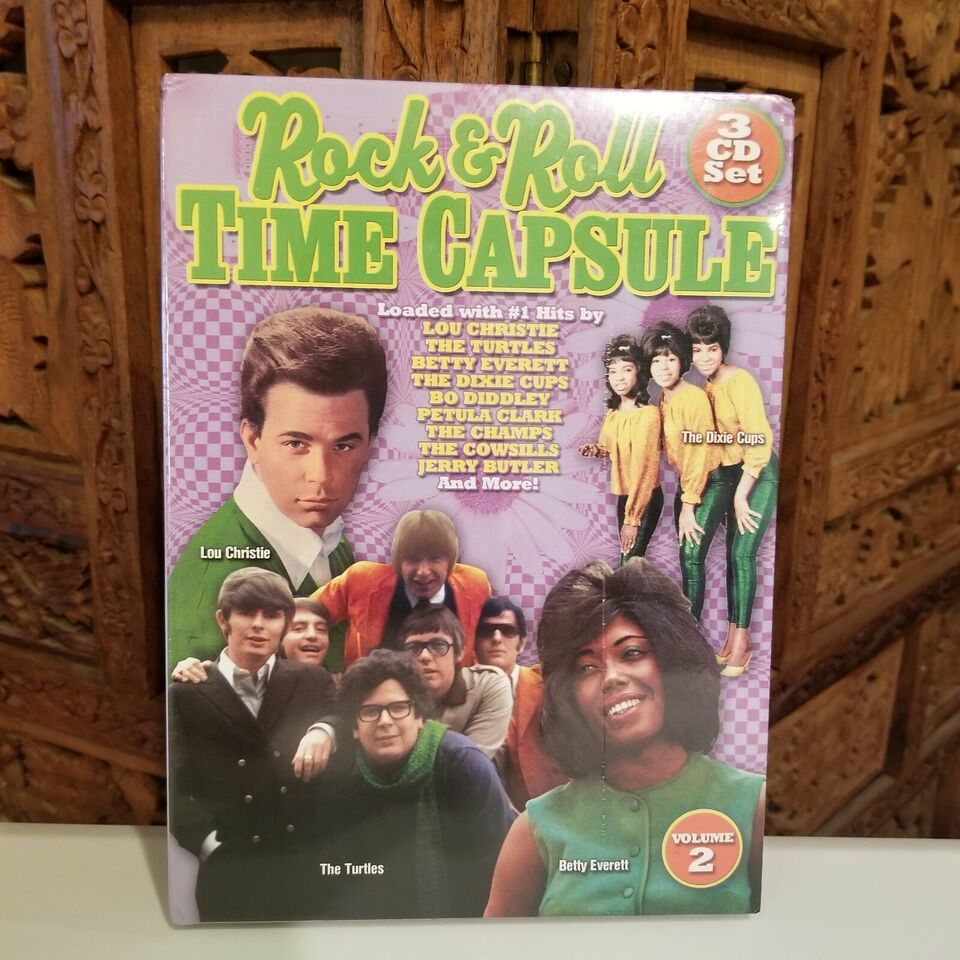 Rock & Roll
TIME CAPSULE
3
CD
Set
Loaded with #1 Hits by
LOU CHRISTIE
THE TURTLES
BETTY EVERETT
THE DIXIE CUPS
BO DIDDLEY
PETULA CLARK
THE CHAMPS
THE COWSILLS
JERRY BUTLER
And More!
The Dixie Cups
Lou Christie
The Turtles
Betty Everett
VOLUME
2